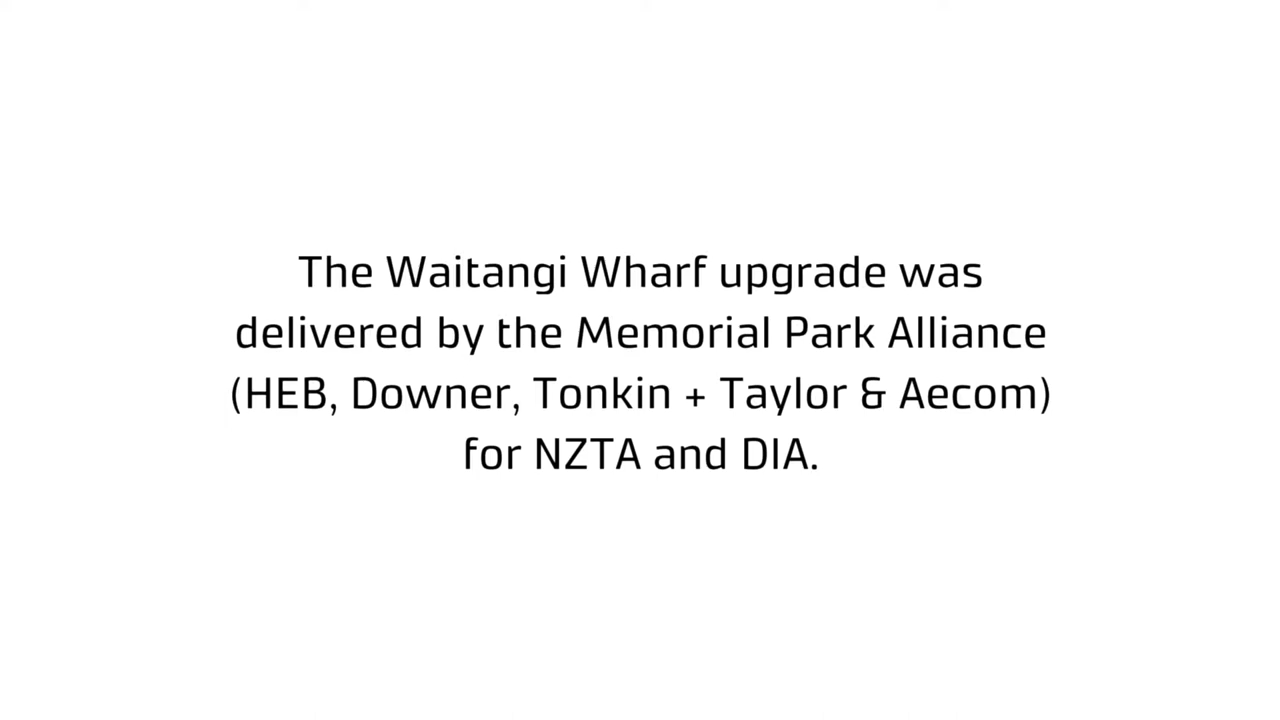 The Waitangi Wharf upgrade was
delivered by the Memorial Park Alliance
(HEB, Downer, Tonkin + Taylor & Aecom)
for NZTA and DIA.